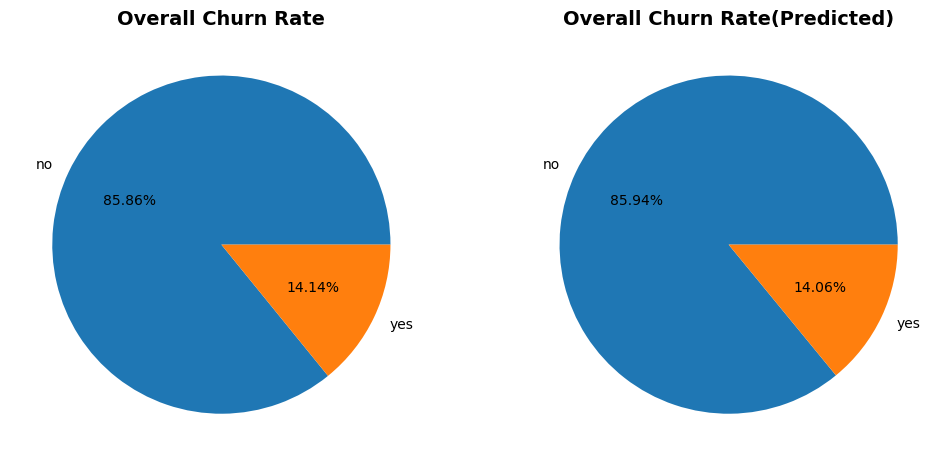 Overall Churn Rate
no
85.86%
14.14%
yes
Overall Churn Rate(Predicted)
no
85.94%
14.06%
yes